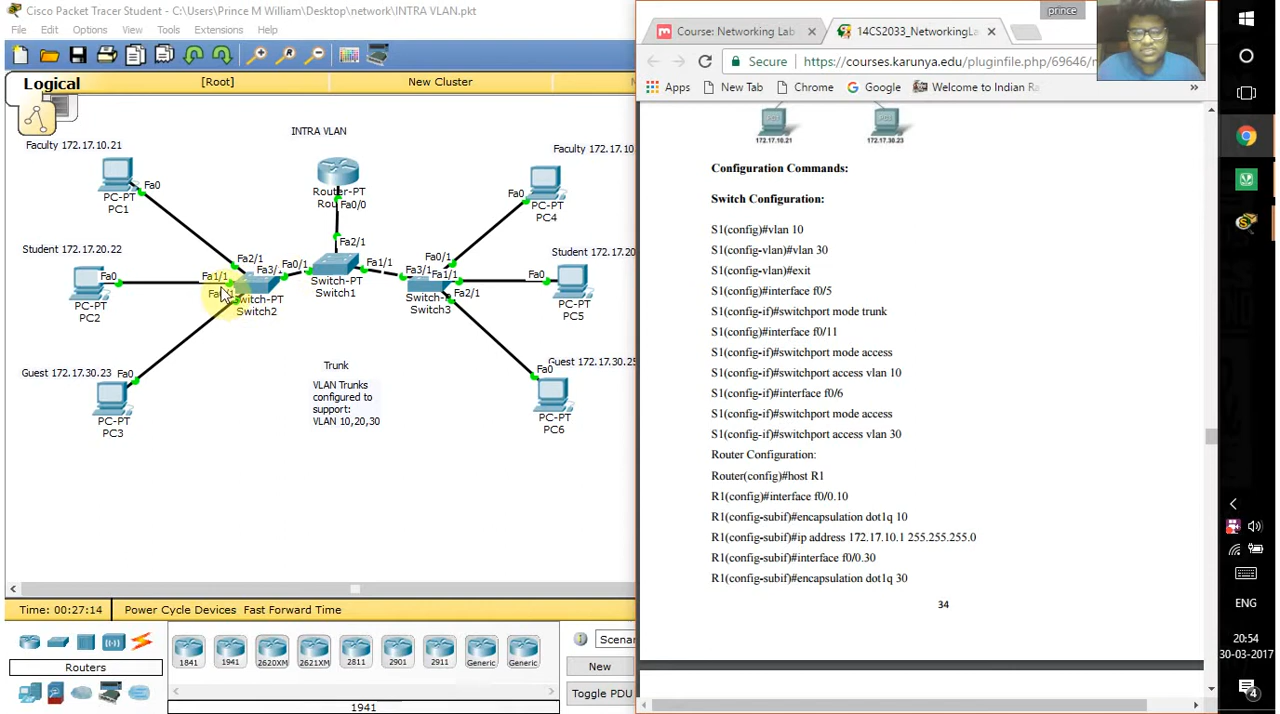 Cisco Packet Tracer Student - C:\Users\Prince M William\Desktop\network\INTRA VLAN.pkt
File Edit Options View Tools Extensions Help
Logical [Root] New Cluster
INTRA VLAN
Faculty 172.17.10.21
Fa0
PC-PT
PC1
Router-PT
Fa0/0
Faculty 172.17.10
Fa0
PC-PT
PC4
Student 172.17.20.22
Fa0
PC-PT
PC2
Fa2/1
Fa3/
Fa0/1
Fa1/1
Switch-PT
Switch2
Fa2/1
Fa1/1
Switch-PT
Switch1
Fa0/1
Fa3/1
Fa1/1
Fa2/1
Switch-
Switch3
Student 172.17.20
Fa0
PC-PT
PC5
Guest 172.17.30.23
Fa0
PC-PT
PC3
Trunk
VLAN Trunks
configured to
support:
VLAN 10,20,30
Guest 172.17.30.25
Fa0
PC-PT
PC6
Time: 00:27:14 Power Cycle Devices Fast Forward Time
Routers
1841 1941 2620XM 2621XM 2811 2901 2911 Generic Generic
1941
Scenar
New
Toggle PDU
prince
Course: Networking Lab
14CS2033_NetworkingLa
Secure https://courses.karunya.edu/pluginfile.php/69646/
Apps New Tab Chrome Google Welcome to Indian Ra
172.17.10.21 172.17.30.23
Configuration Commands:
Switch Configuration:
S1(config)#vlan 10
S1(config-vlan)#vlan 30
S1(config-vlan)#exit
S1(config)#interface f0/5
S1(config-if)#switchport mode trunk
S1(config)#interface f0/11
S1(config-if)#switchport mode access
S1(config-if)#switchport access vlan 10
S1(config-if)#interface f0/6
S1(config-if)#switchport mode access
S1(config-if)#switchport access vlan 30
Router Configuration:
Router(config)#host R1
R1(config)#interface f0/0.10
R1(config-subif)#encapsulation dot1q 10
R1(config-subif)#ip address 172.17.10.1 255.255.255.0
R1(config-subif)#interface f0/0.30
R1(config-subif)#encapsulation dot1q 30
34
ENG
20:54
30-03-2017
4